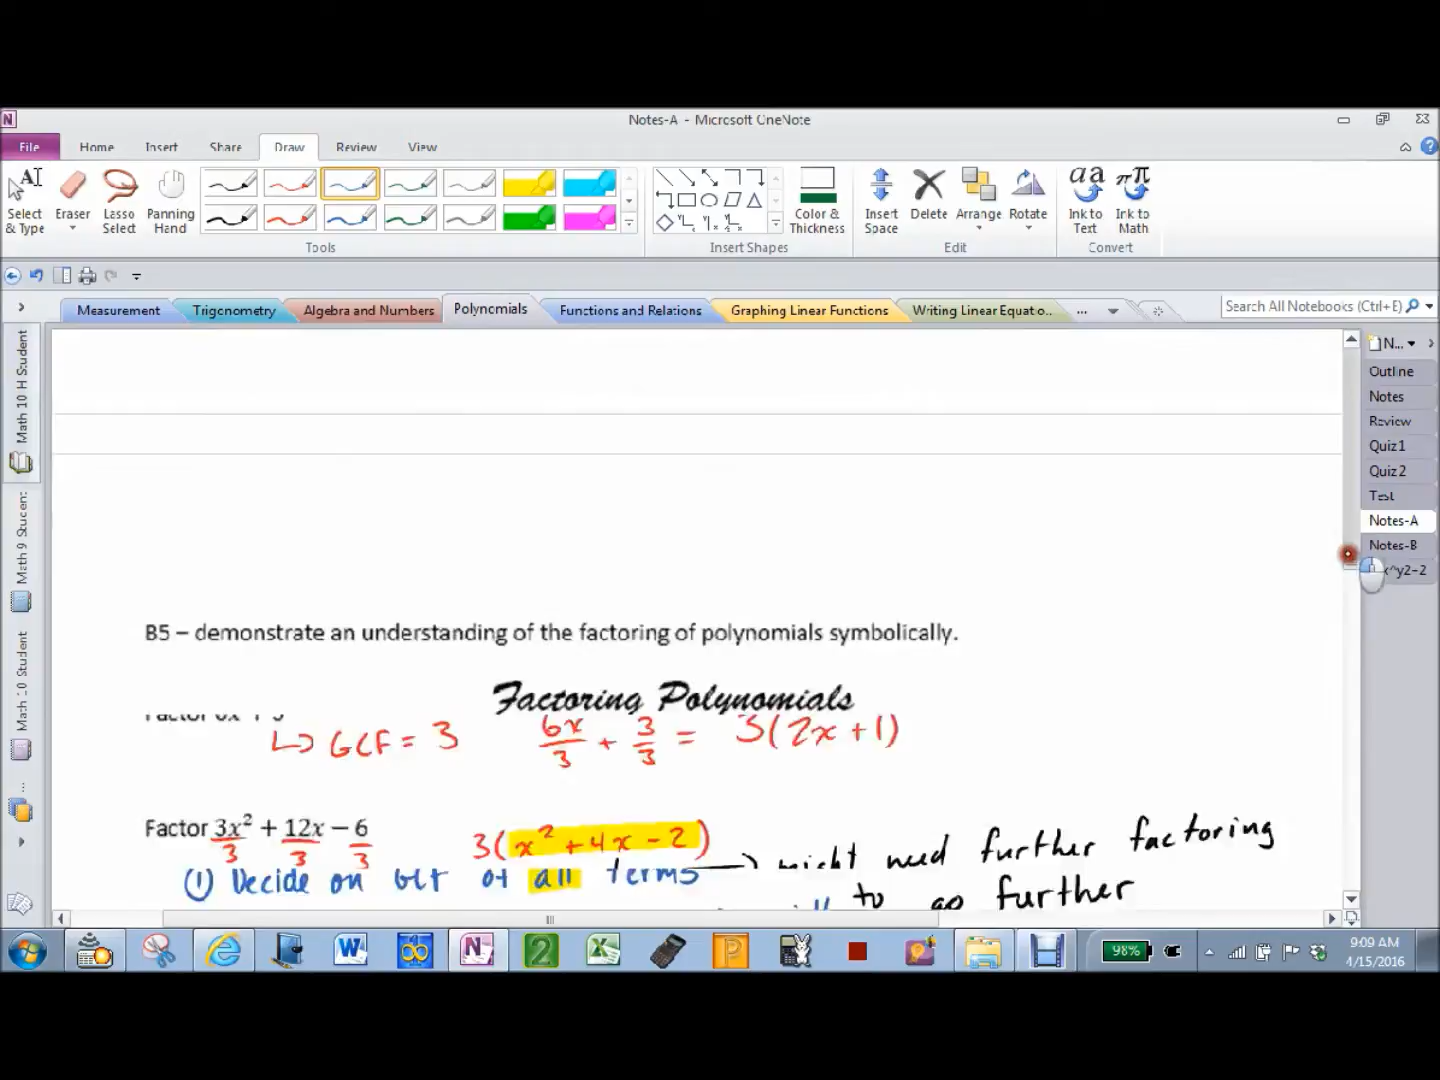 Notes-A - Microsoft OneNote
File Home Insert Share Draw Review View
Select & Type
Eraser
Lasso Select
Panning Hand
Color & Thickness
Insert Space
Delete
Arrange
Rotate
Ink to Text
Ink to Math
Tools
Insert Shapes
Edit
Convert
Measurement Trigonometry Algebra and Numbers Polynomials Functions and Relations Graphing Linear Functions Writing Linear Equatio.. ...
Search All Notebooks (Ctrl+E)
Math 10 H Student
Math 9 Student
Math 10 Student
N...
Outline
Notes
Review
Quiz1
Quiz2
Test
Notes-A
Notes-B
x^y2-2
B5 – demonstrate an understanding of the factoring of polynomials symbolically.
Factoring Polynomials
GCF = 3 6x/3 + 3/3 = 3(2x+1)
Factor 3x² + 12x – 6
3 3 3
3(x² + 4x - 2)
(1) Decide on GCF of all terms
might need further factoring
to go further
98%
9:09 AM
4/15/2016